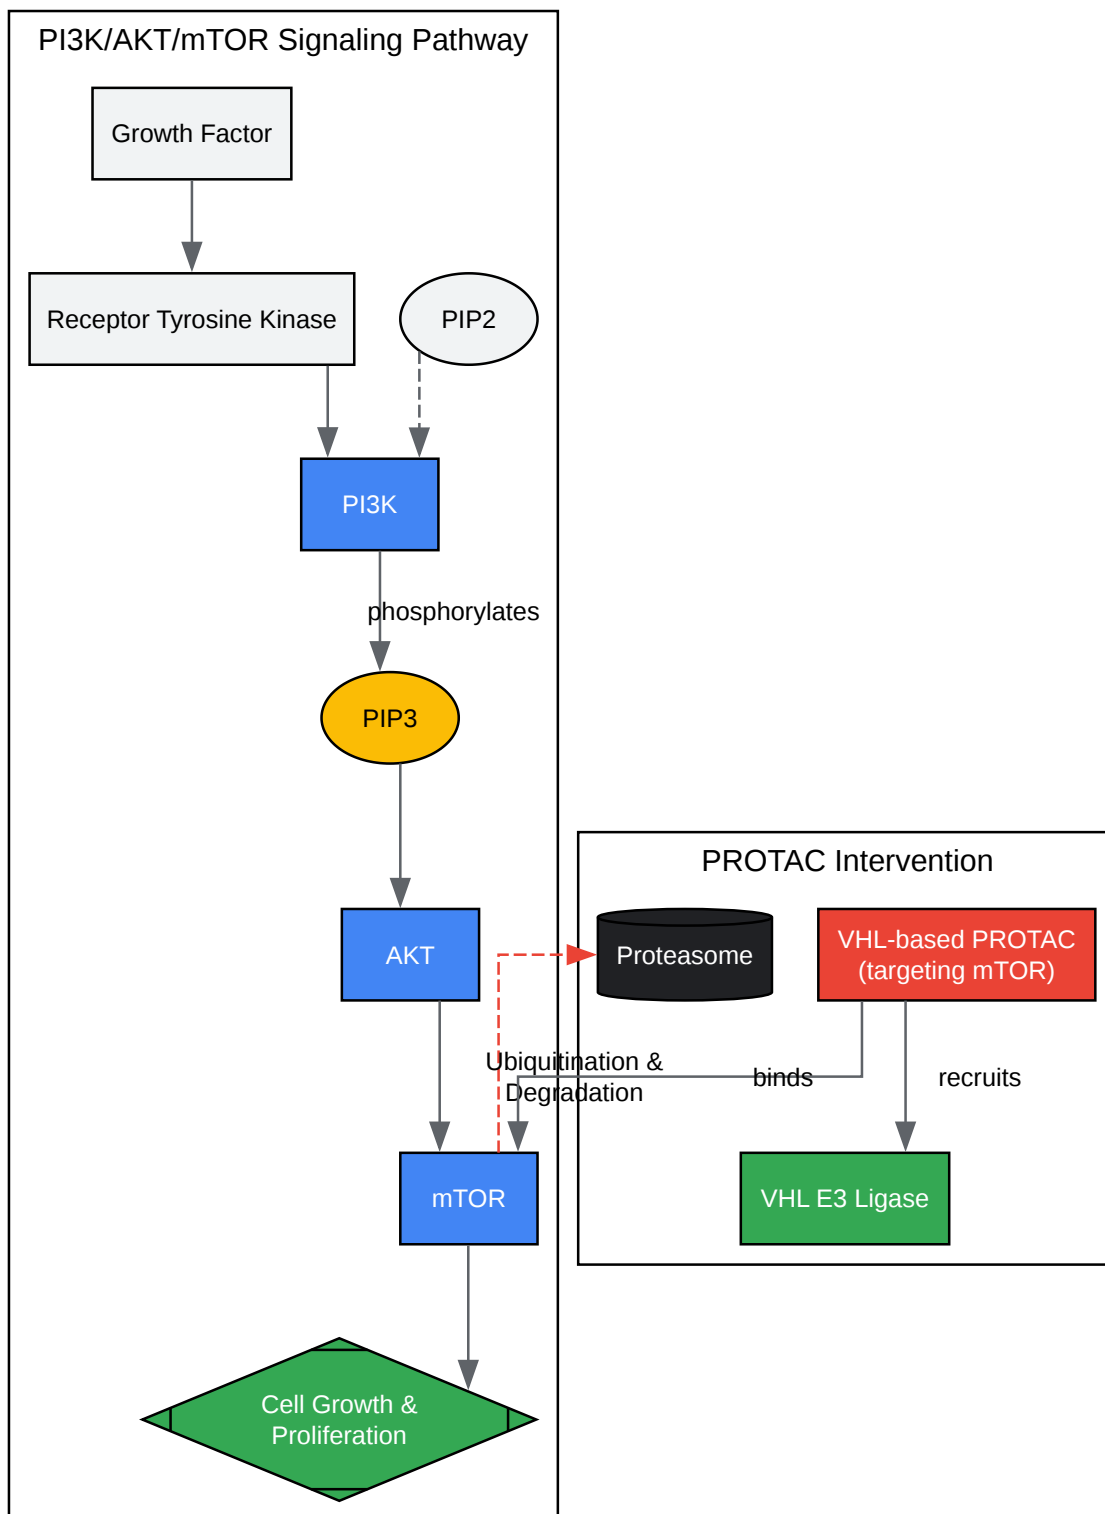 PI3K/AKT/mTOR Signaling Pathway
Growth Factor
Receptor Tyrosine Kinase
PIP2
PI3K
phosphorylates
PIP3
PROTAC Intervention
AKT
Proteasome
VHL-based PROTAC
(targeting mTOR)
Ubiquitination &
Degradation
binds
recruits
mTOR
VHL E3 Ligase
Cell Growth &
Proliferation